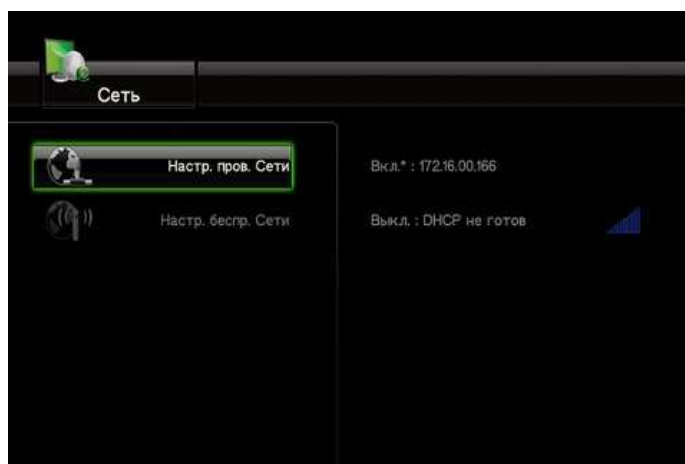 Сеть
Настр. пров. Сети
Вкл.* : 172.16.00.166
Настр. беспр. Сети
Выкл. : DHCP не готов